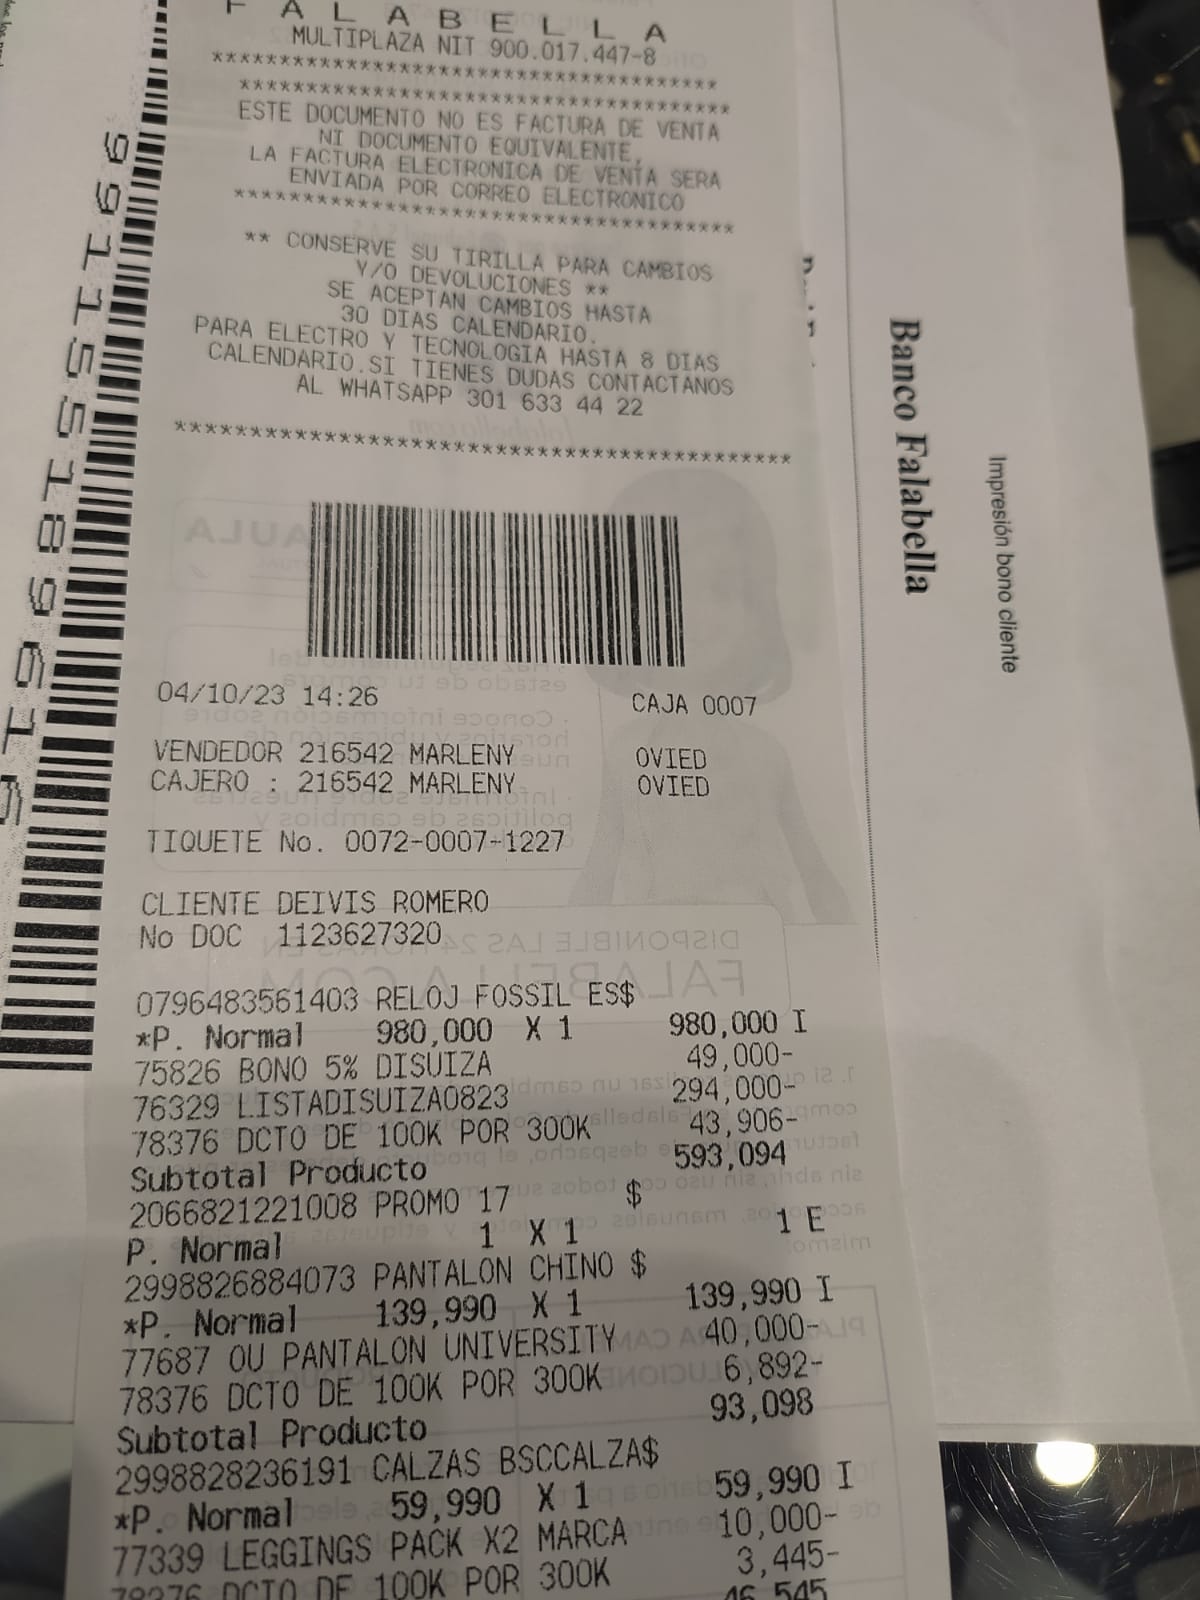 FALABELLA
MULTIPLAZA NIT 900.017.447-8
****************************************
****************************************
ESTE DOCUMENTO NO ES FACTURA DE VENTA
NI DOCUMENTO EQUIVALENTE,
LA FACTURA ELECTRONICA DE VENTA SERA
ENVIADA POR CORREO ELECTRONICO
****************************************
** CONSERVE SU TIRILLA PARA CAMBIOS
Y/O DEVOLUCIONES **
SE ACEPTAN CAMBIOS HASTA
30 DIAS CALENDARIO.
PARA ELECTRO Y TECNOLOGIA HASTA 8 DIAS
CALENDARIO.SI TIENES DUDAS CONTACTANOS
AL WHATSAPP 301 633 44 22
****************************************
04/10/23 14:26 CAJA 0007
VENDEDOR 216542 MARLENY OVIED
CAJERO : 216542 MARLENY OVIED
TIQUETE No. 0072-0007-1227
CLIENTE DEIVIS ROMERO
No DOC 1123627320
0796483561403 RELOJ FOSSIL ES$
*P. Normal 980,000 X 1 980,000 I
75826 BONO 5% DISUIZA 49,000-
76329 LISTADISUIZA0823 294,000-
78376 DCTO DE 100K POR 300K 43,906-
Subtotal Producto 593,094
2066821221008 PROMO 17 $
P. Normal 1 X 1 1 E
2998826884073 PANTALON CHINO $
*P. Normal 139,990 X 1 139,990 I
77687 OU PANTALON UNIVERSITY 40,000-
78376 DCTO DE 100K POR 300K 6,892-
Subtotal Producto 93,098
2998828236191 CALZAS BSCCALZA$
*P. Normal 59,990 X 1 59,990 I
77339 LEGGINGS PACK X2 MARCA 10,000-
78376 DCTO DE 100K POR 300K 3,445-
46,545
Banco Falabella
Impresión bono cliente